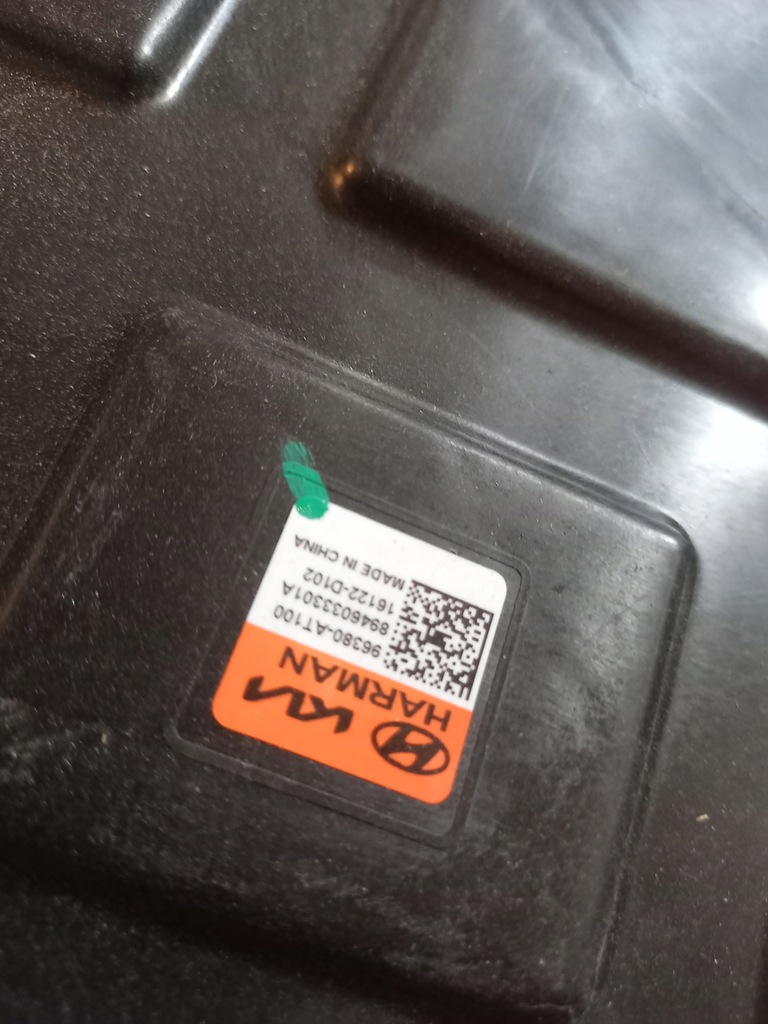 KIA
HARMAN
96380-AT100
8946033301A
16122-D102
MADE IN CHINA